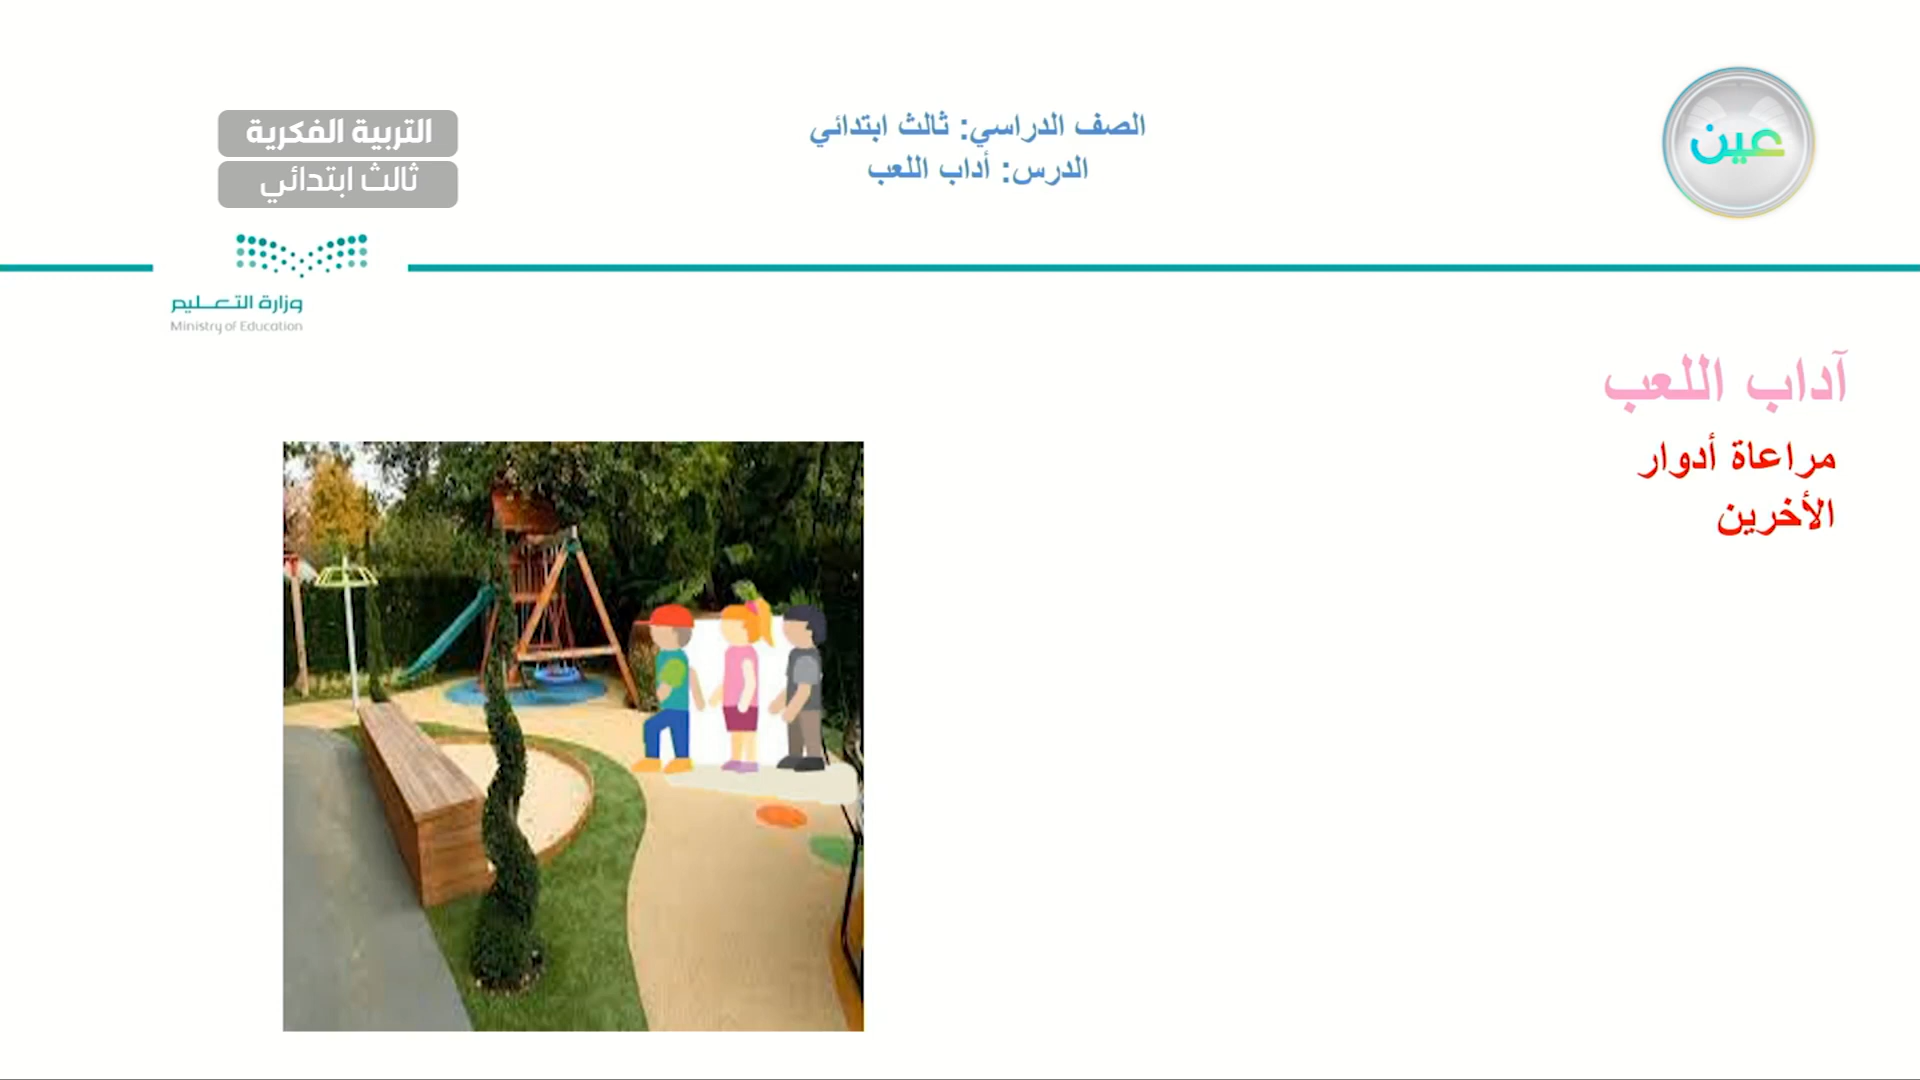 عين
الصف الدراسي: ثالث ابتدائي
الدرس: أداب اللعب
التربية الفكرية
ثالث ابتدائي
وزارة التـعـــليم
Ministry of Education
آداب اللعب
مراعاة أدوار
الأخرين